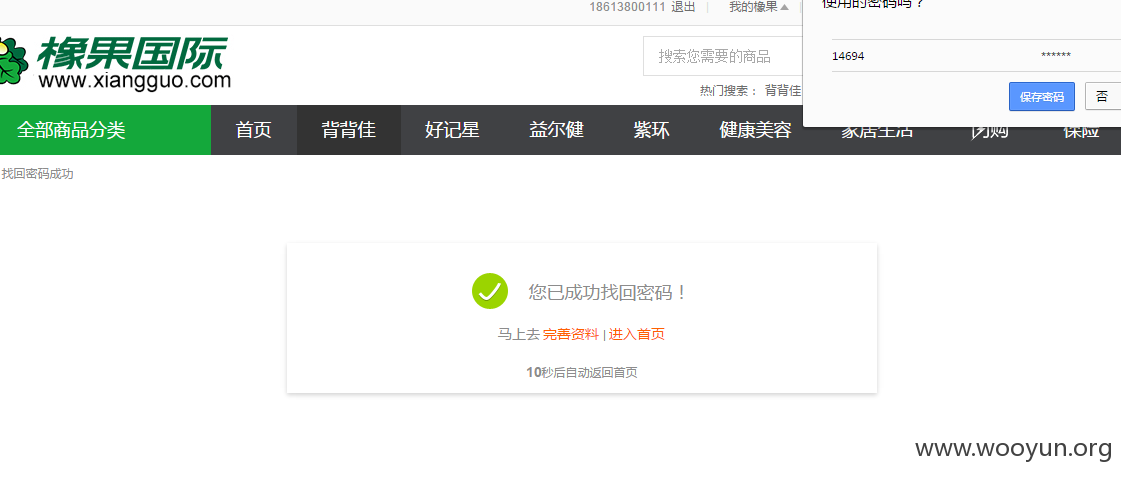 使用的密码吗？
18613800111 退出 | 我的橡果 |
橡果国际
www.xiangguo.com
搜索您需要的商品
14694 ******
热门搜索： 背背佳
保存密码 否
全部商品分类 首页 背背佳 好记星 益尔健 紫环 健康美容 家居生活 闪购 保险
找回密码成功
您已成功找回密码！
马上去 完善资料 | 进入首页
10秒后自动返回首页
www.wooyun.org